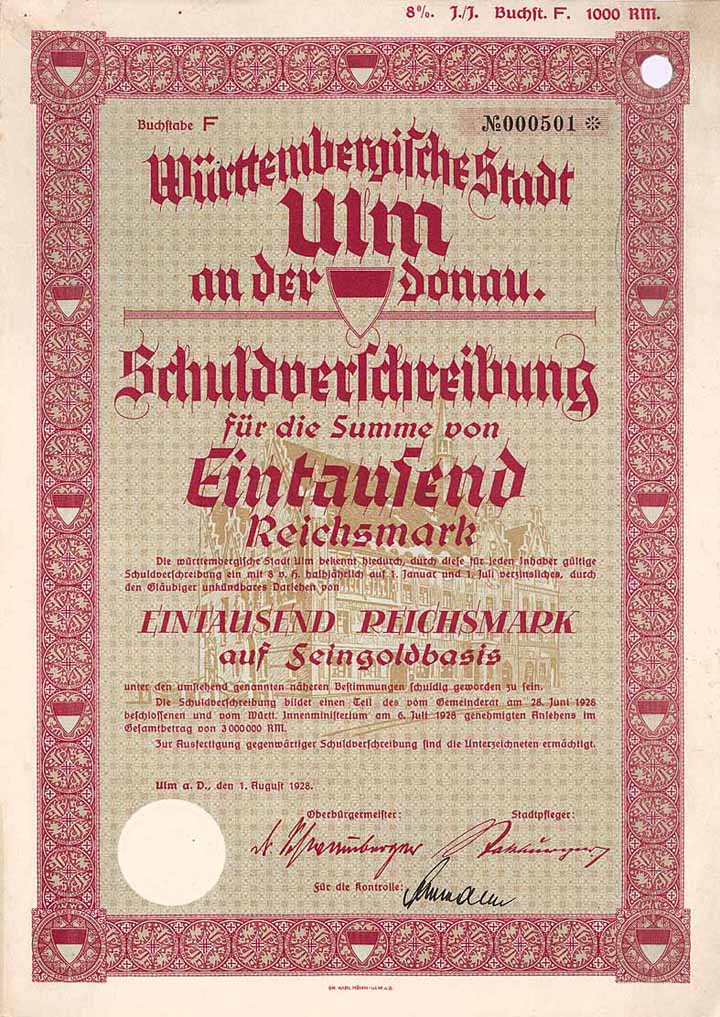 8%. J./J. Buchst. F. 1000 RM.
Buchstabe F
№000501 ※
Württembergische Stadt
Ulm
an der Donau.
Schuldverschreibung
für die Summe von
Eintausend
Reichsmark
Die württembergische Stadt Ulm bekennt hiedurch, durch diese für jeden Inhaber gültige
Schuldverschreibung ein mit 8 v. H. halbjährlich auf 1. Januar und 1. Juli verzinsliches, durch
den Gläubiger unkündbares Darlehen von
EINTAUSEND REICHSMARK
auf Feingoldbasis
unter den umstehend genannten näheren Bestimmungen schuldig geworden zu sein.
Die Schuldverschreibung bildet einen Teil des vom Gemeinderat am 28. Juni 1928
beschlossenen und vom Württ. Innenministerium am 6. Juli 1928 genehmigten Anlehens im
Gesamtbetrag von 3 000 000 RM.
Zur Ausfertigung gegenwärtiger Schuldverschreibung sind die Unterzeichneten ermächtigt.
Ulm a. D., den 1. August 1928.
Oberbürgermeister: Stadtpfleger:
Dr. Schwamberger
Für die Kontrolle: